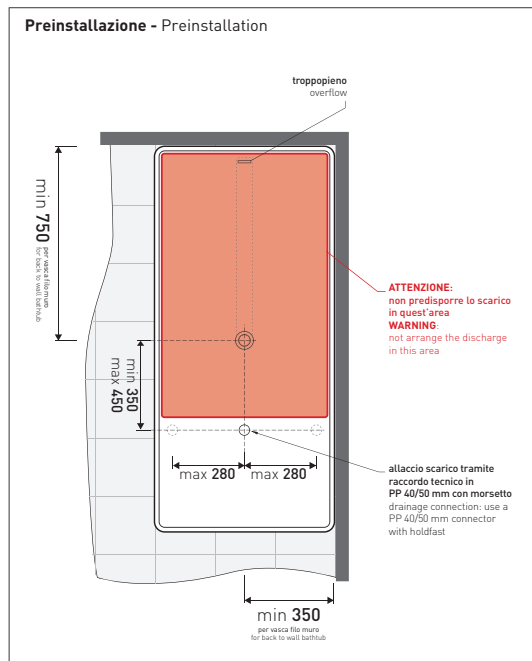 Preinstallazione - Preinstallation
troppopieno
overflow
min 750
per vasca filo muro
for back to wall bathtub
ATTENZIONE:
non predisporre lo scarico
in quest'area
WARNING:
not arrange the discharge
in this area
min 350
max 450
max 280
max 280
allaccio scarico tramite
raccordo tecnico in
PP 40/50 mm con morsetto
drainage connection: use a
PP 40/50 mm connector
with holdfast
min 350
per vasca filo muro
for back to wall bathtub